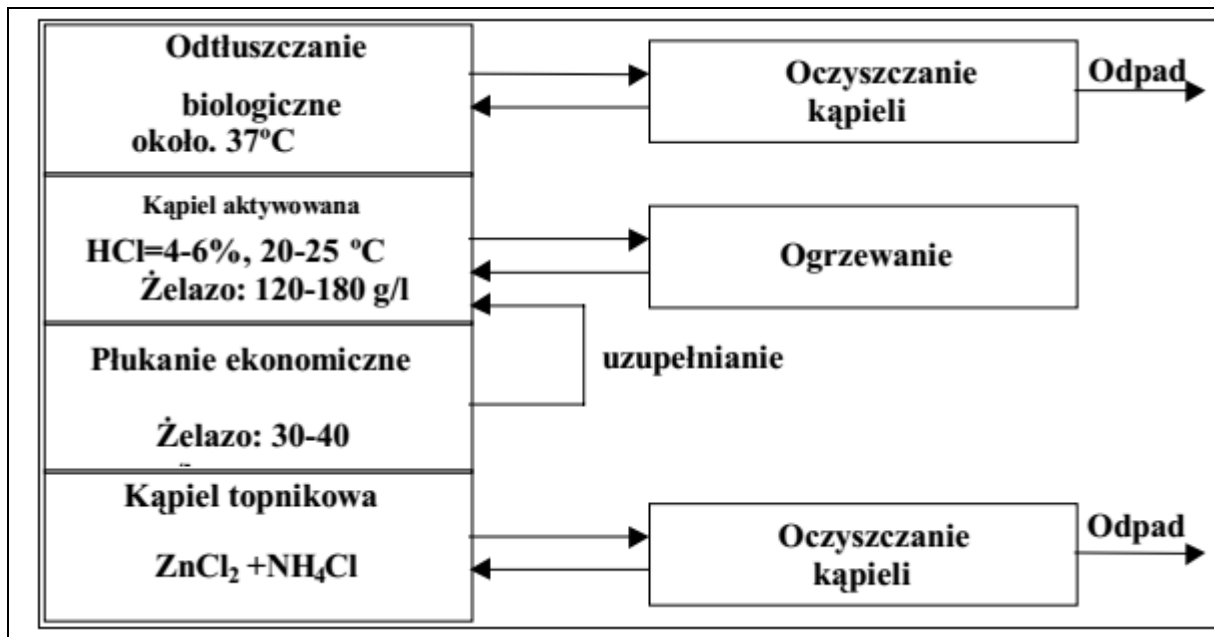 Odtłuszczanie
biologiczne
około. 37ºC
Oczyszczanie
kąpieli
Odpad
Kąpiel aktywowana
HCl=4-6%, 20-25 ºC
Żelazo: 120-180 g/l
Ogrzewanie
Płukanie ekonomiczne
Żelazo: 30-40
uzupełnianie
Kąpiel topnikowa
ZnCl₂ +NH₄Cl
Oczyszczanie
kąpieli
Odpad